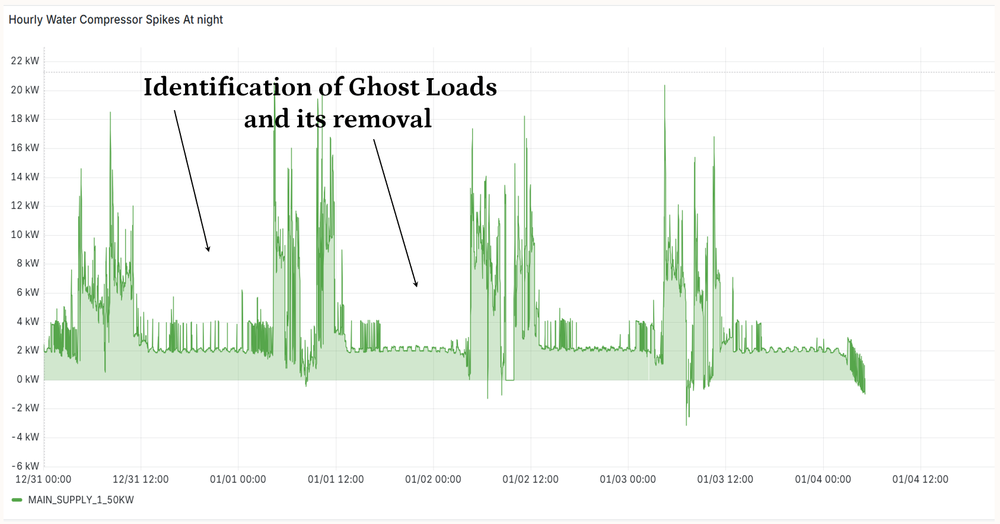 Hourly Water Compressor Spikes At night
22 kW
Identification of Ghost Loads
20 kW
and its removal
18 kW
16 kW
14 kW
12 kW
10 kW
8 kW
6 kW
4 kW
2 kW
0 kW
-2 kW
-4 kW
-6 kW
12/31 00:00 12/31 12:00 01/01 00:00 01/01 12:00 01/02 00:00 01/02 12:00 01/03 00:00 01/03 12:00 01/04 00:00 01/04 12:00
MAIN_SUPPLY_1_50KW